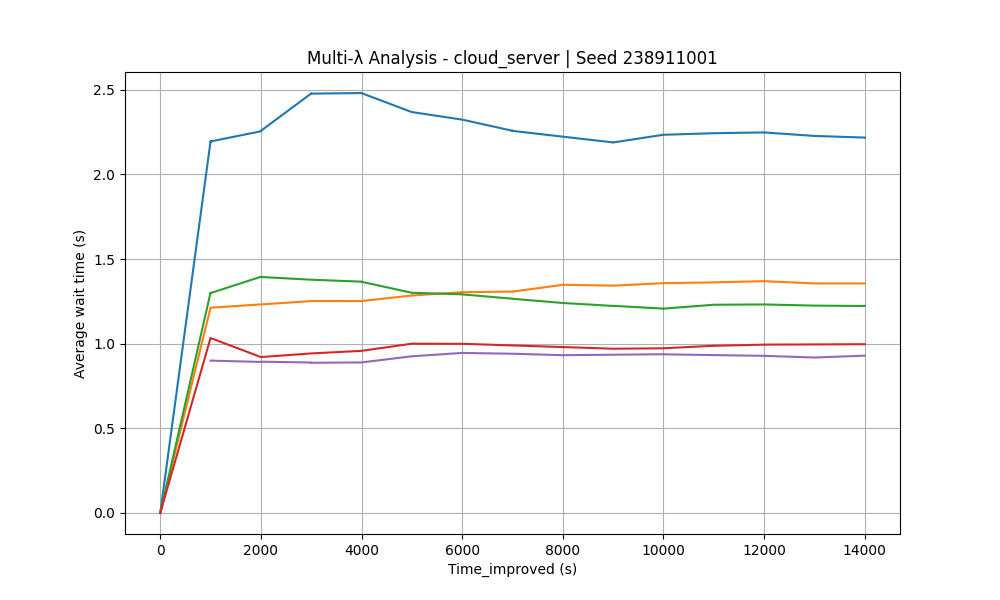 Multi-λ Analysis - cloud_server | Seed 238911001
Average wait time (s)
2.5
2.0
1.5
1.0
0.5
0.0
0 2000 4000 6000 8000 10000 12000 14000
Time_improved (s)